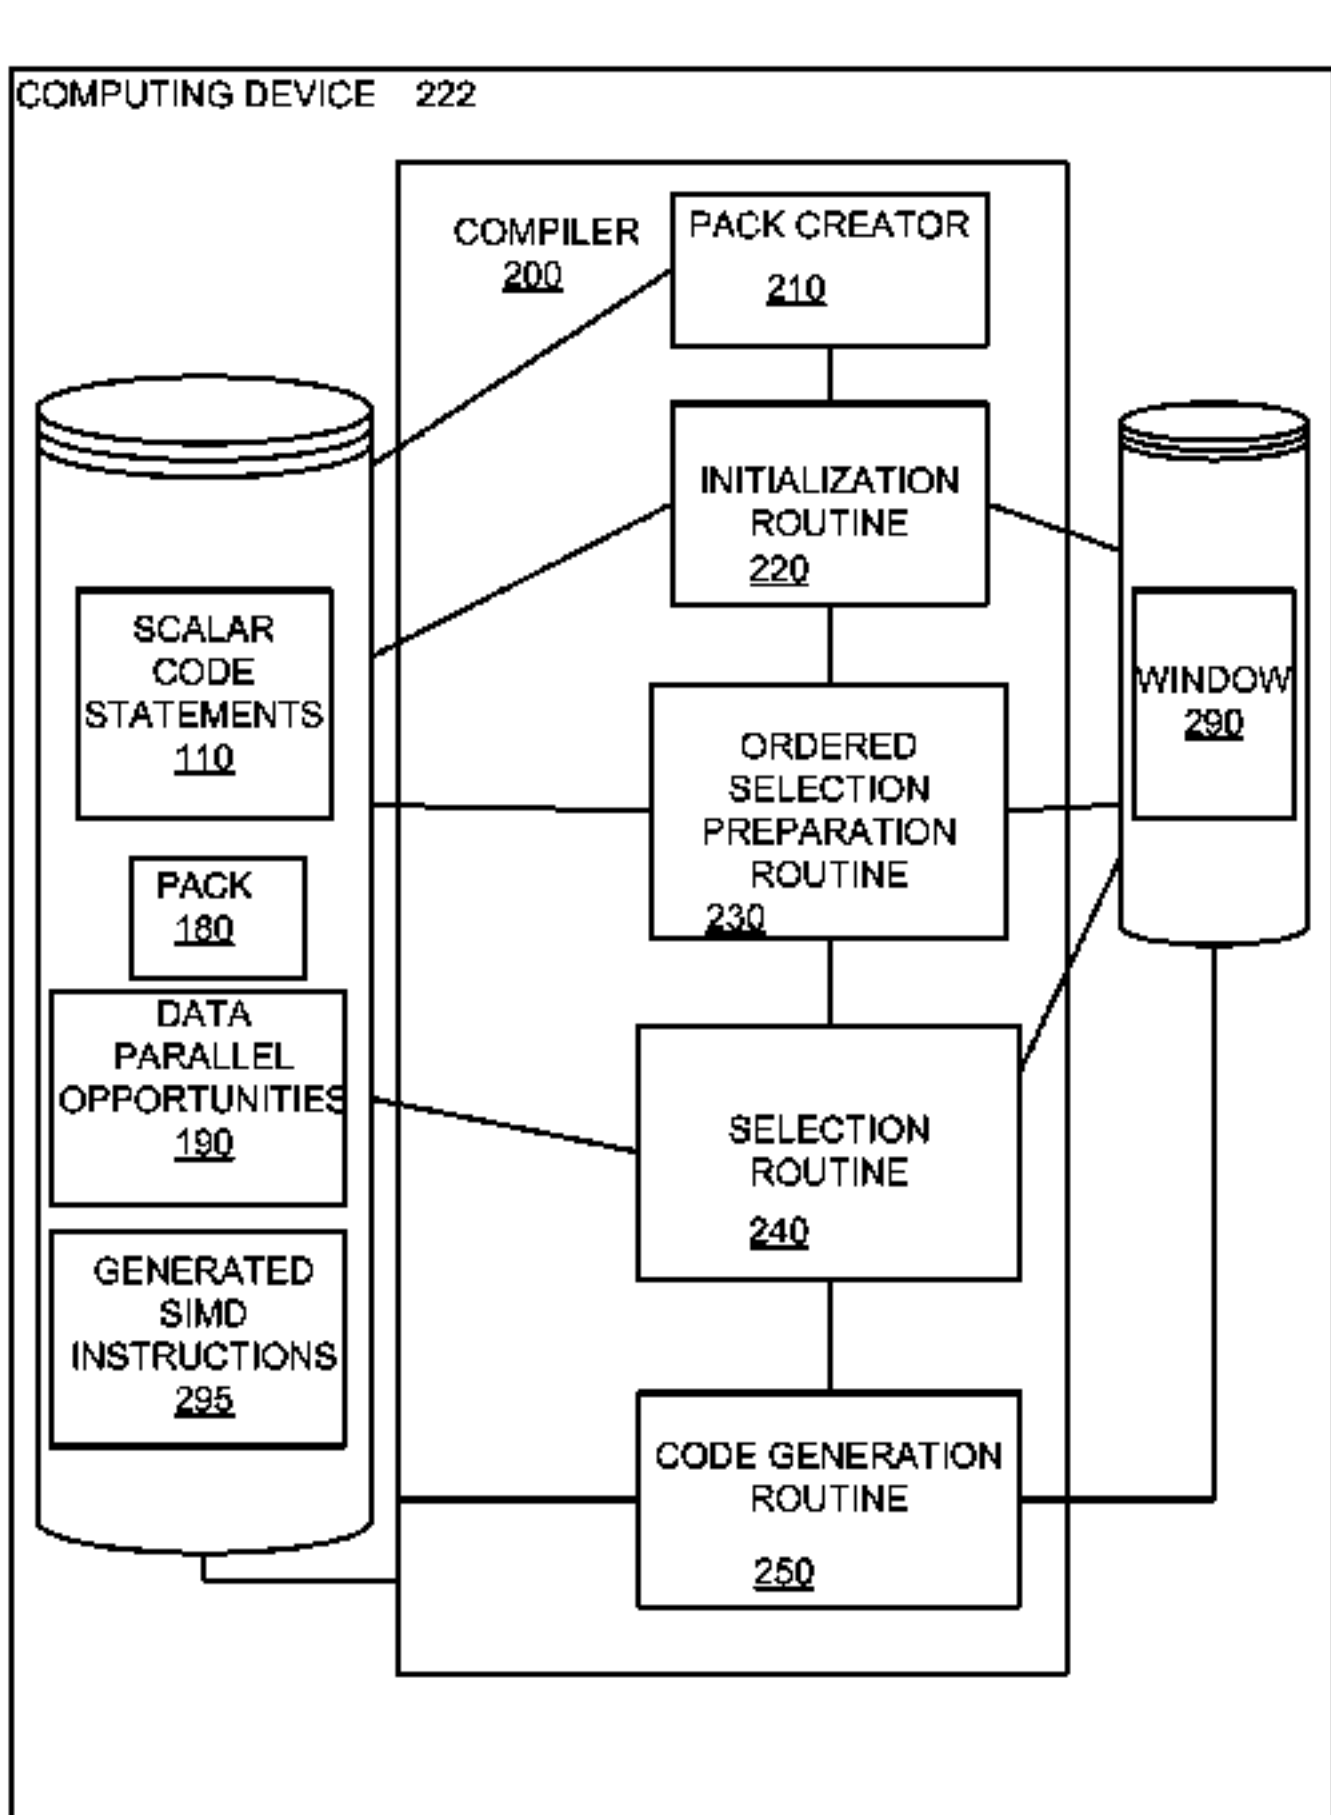 COMPUTING DEVICE 222
COMPILER
200
PACK CREATOR
210
INITIALIZATION
ROUTINE
220
SCALAR
CODE
STATEMENTS
110
WINDOW
290
ORDERED
SELECTION
PREPARATION
ROUTINE
230
PACK
180
DATA
PARALLEL
OPPORTUNITIES
190
SELECTION
ROUTINE
240
GENERATED
SIMD
INSTRUCTIONS
295
CODE GENERATION
ROUTINE
250